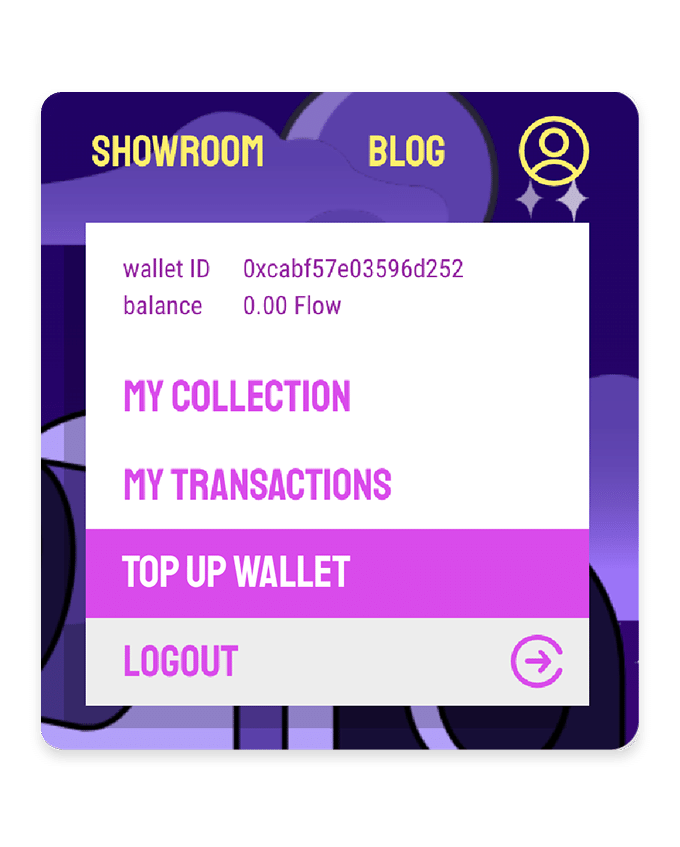 SHOWROOM BLOG
wallet ID 0xcabf57e03596d252
balance 0.00 Flow
MY COLLECTION
MY TRANSACTIONS
TOP UP WALLET
LOGOUT